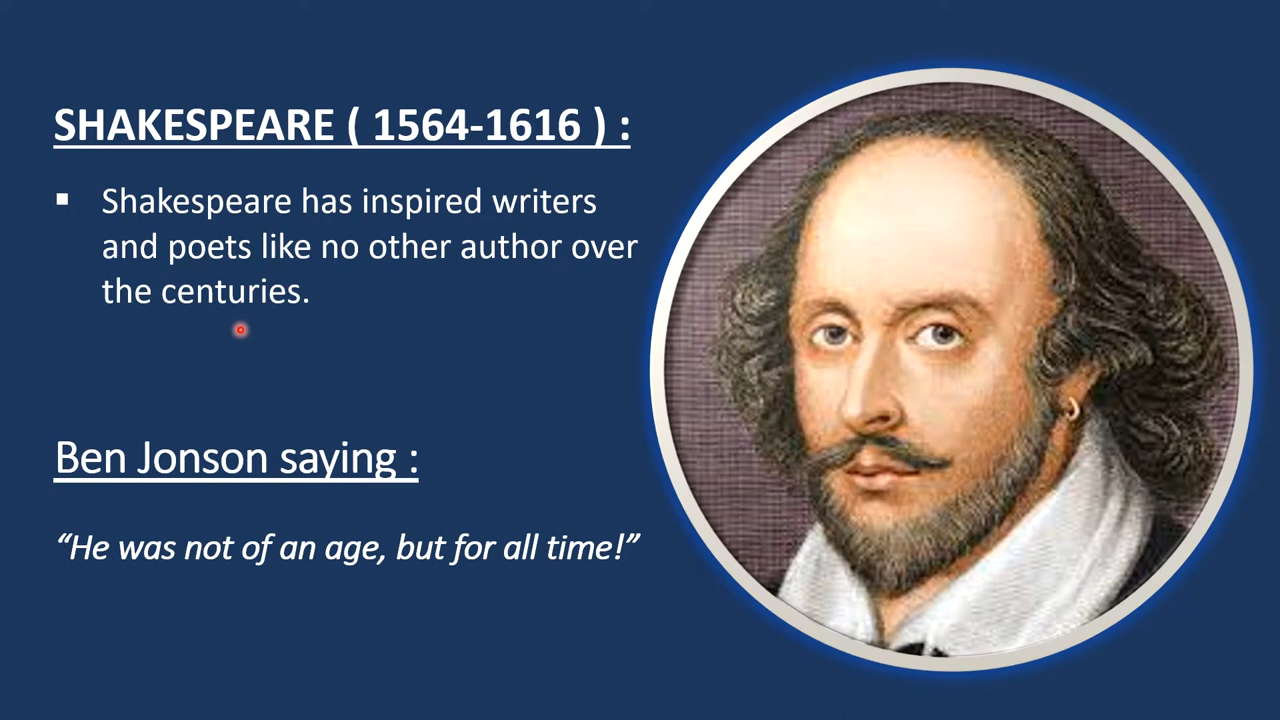 SHAKESPEARE ( 1564-1616 ) :
▪ Shakespeare has inspired writers
and poets like no other author over
the centuries.
Ben Jonson saying :
“He was not of an age, but for all time!”